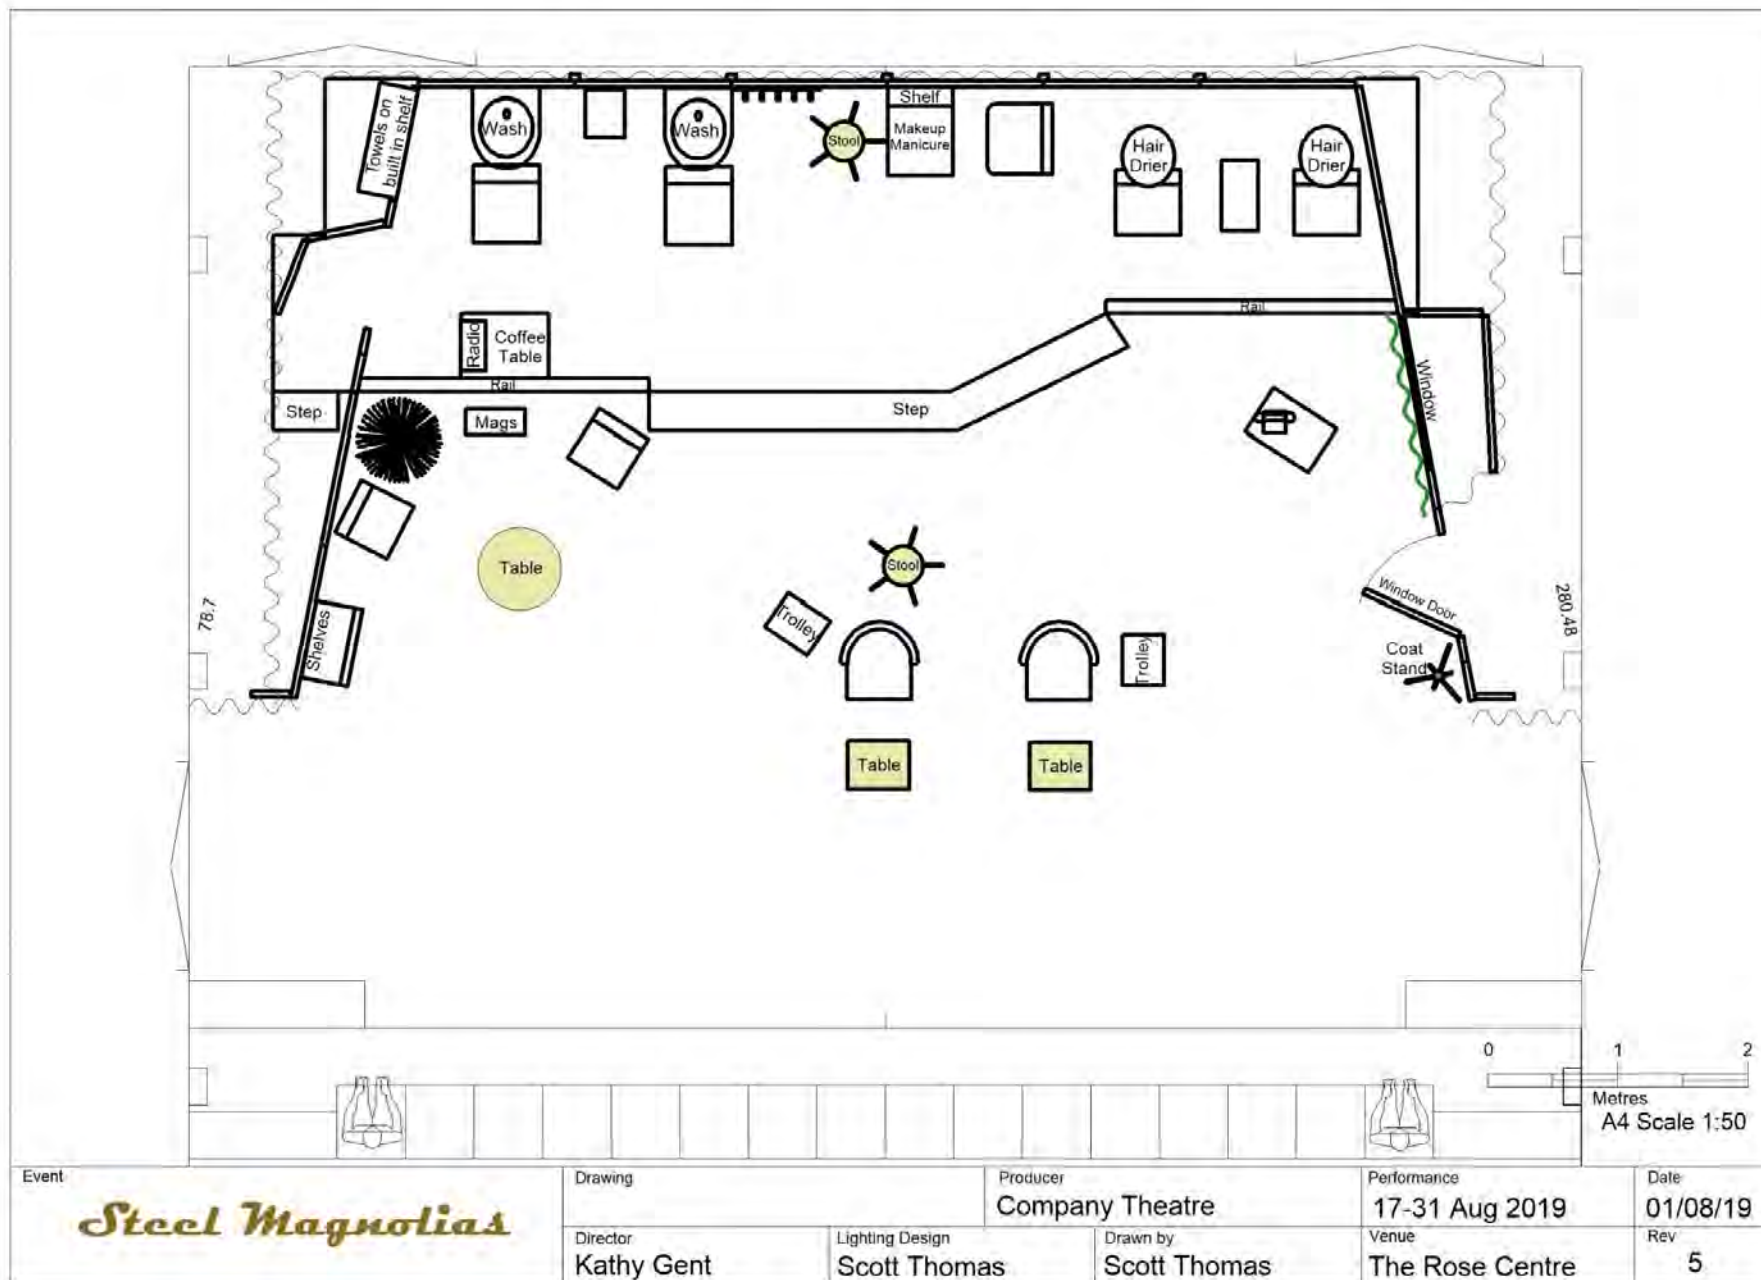 Towels on
built in shelf
Wash
Wash
Stool
Shelf
Makeup
Manicure
Hair
Drier
Hair
Drier
Radio
Coffee
Table
Rail
Rail
Step
Mags
Step
Window
Table
Stool
Shelves
Trolley
Trolley
Window Door
Coat
Stand
78.7
280.48
Table
Table
0 1 2
Metres
A4 Scale 1:50
Event
Steel Magnolias
Drawing
Producer
Company Theatre
Performance
17-31 Aug 2019
Date
01/08/19
Director
Kathy Gent
Lighting Design
Scott Thomas
Drawn by
Scott Thomas
Venue
The Rose Centre
Rev
5